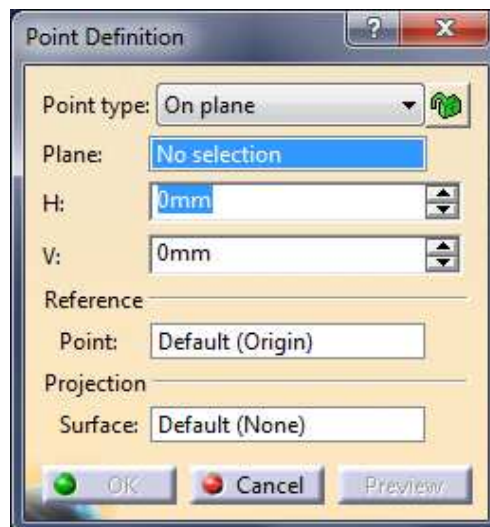 Point Definition
?
Point type: On plane
Plane: No selection
H: 0mm
V: 0mm
Reference
Point: Default (Origin)
Projection
Surface: Default (None)
OK Cancel Preview